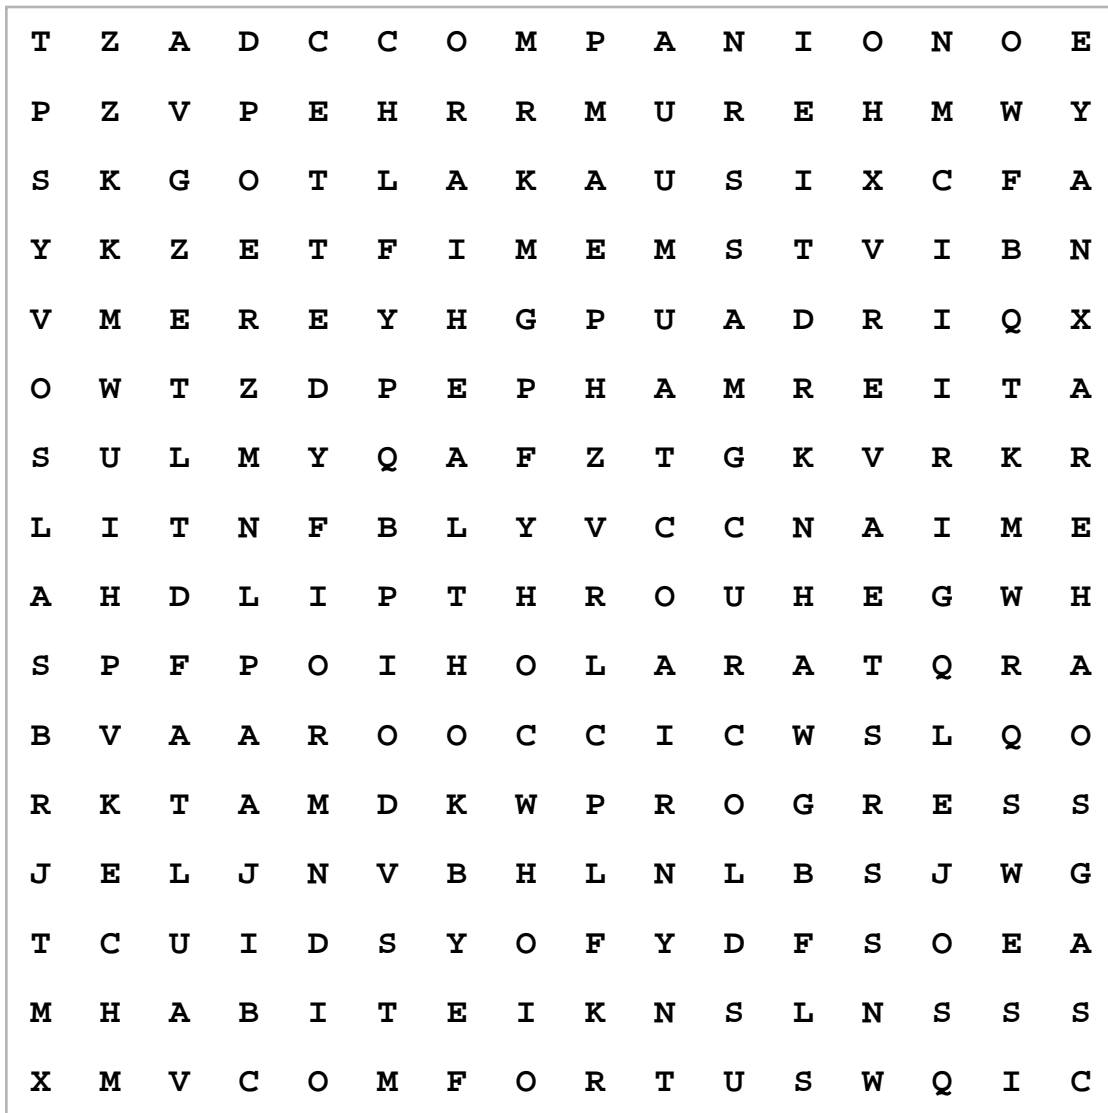 T Z A D C C O M P A N I O N O E
P Z V P E H R R M U R E H M W Y
S K G O T L A K A U S I X C F A
Y K Z E T F I M E M S T V I B N
V M E R E Y H G P U A D R I Q X
O W T Z D P E P H A M R E I T A
S U L M Y Q A F Z T G K V R K R
L I T N F B L Y V C C N A I M E
A H D L I P T H R O U H E G W H
S P F P O I H O L A R A T Q R A
B V A A R O O C C I C W S L Q O
R K T A M D K W P R O G R E S S
J E L J N V B H L N L B S J W G
T C U I D S Y O F Y D F S O E A
M H A B I T E I K N S L N S S S
X M V C O M F O R T U S W Q I C